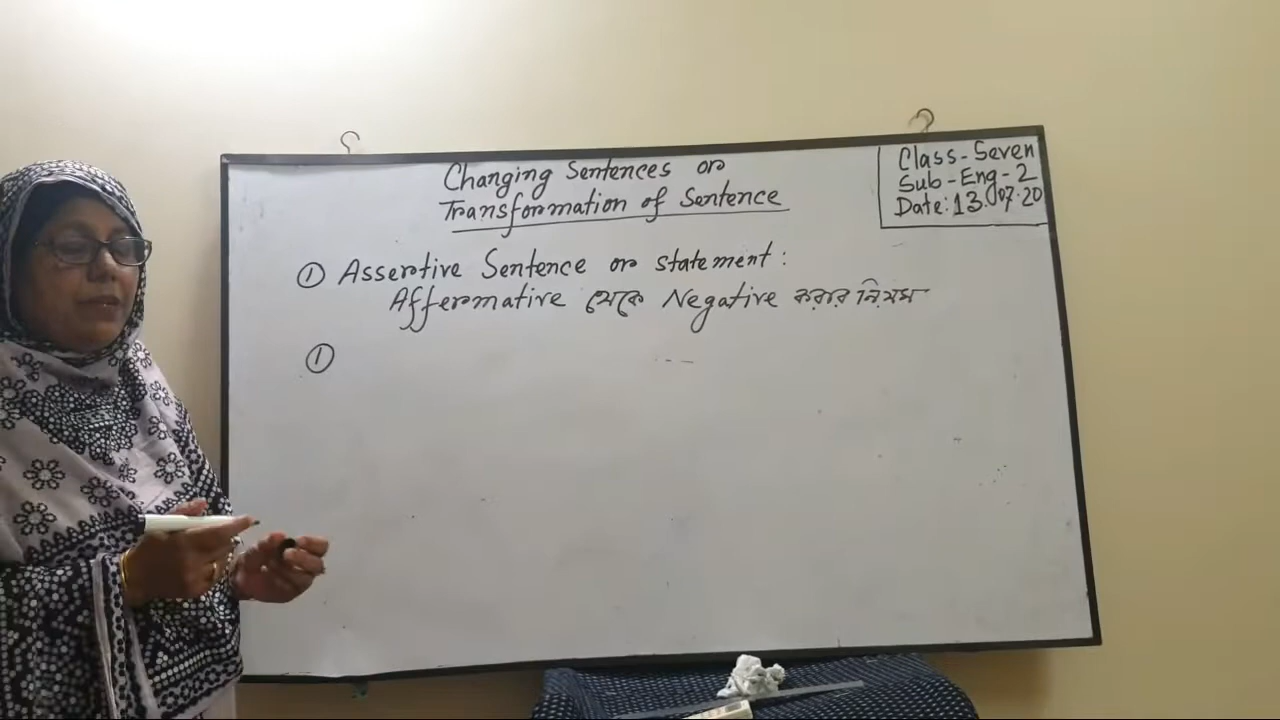 Changing Sentences or
Transformation of Sentence
Class-Seven
Sub-Eng-2
Date: 13.07.20
① Assertive Sentence or statement:
Affermative থেকে Negative করার নিয়ম
①